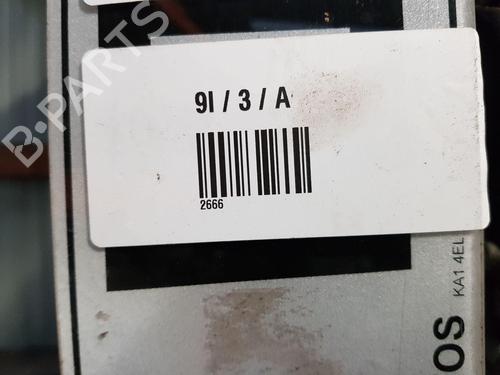 B-PARTS
9I / 3 / A
2666
OS
KA1 4EL